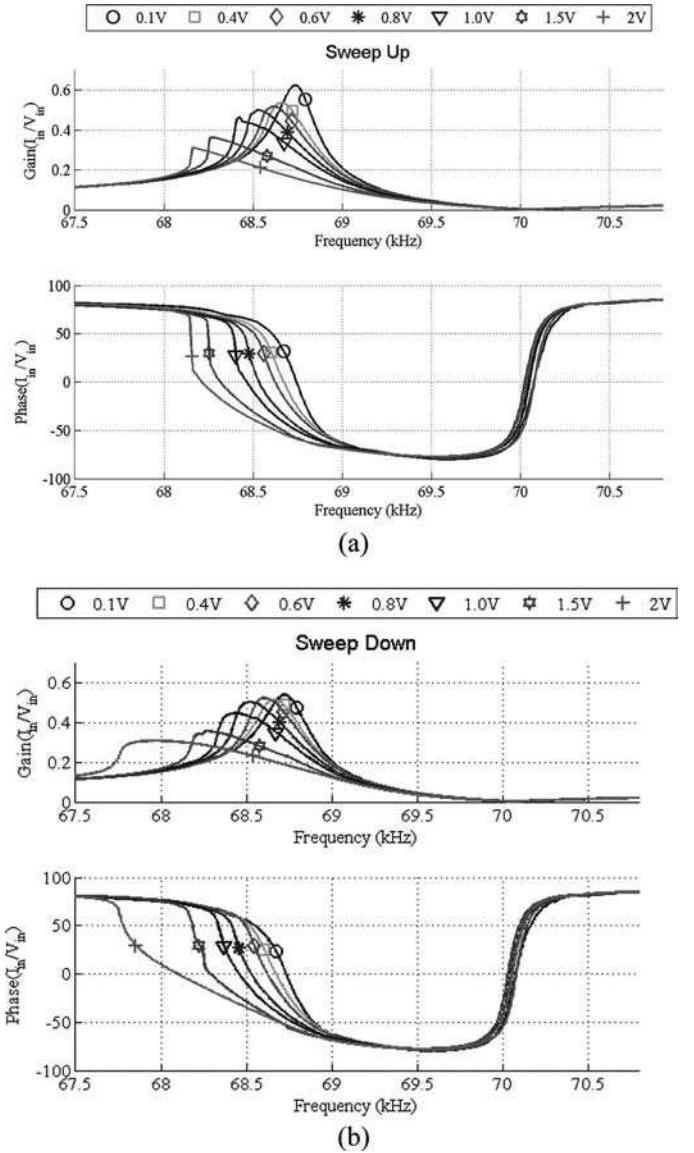 0.1V 0.4V 0.6V 0.8V 1.0V 1.5V 2V
Sweep Up
Gain(I_in/V_in)
0.6
0.4
0.2
0
67.5 68 68.5 69 69.5 70 70.5
Frequency (kHz)
Phase(I_in/V_in)
100
50
0
-50
-100
67.5 68 68.5 69 69.5 70 70.5
Frequency (kHz)
(a)
0.1V 0.4V 0.6V 0.8V 1.0V 1.5V 2V
Sweep Down
Gain(I_in/V_in)
0.6
0.4
0.2
0
67.5 68 68.5 69 69.5 70 70.5
Frequency (kHz)
Phase(I_in/V_in)
100
50
0
-50
-100
67.5 68 68.5 69 69.5 70 70.5
Frequency (kHz)
(b)